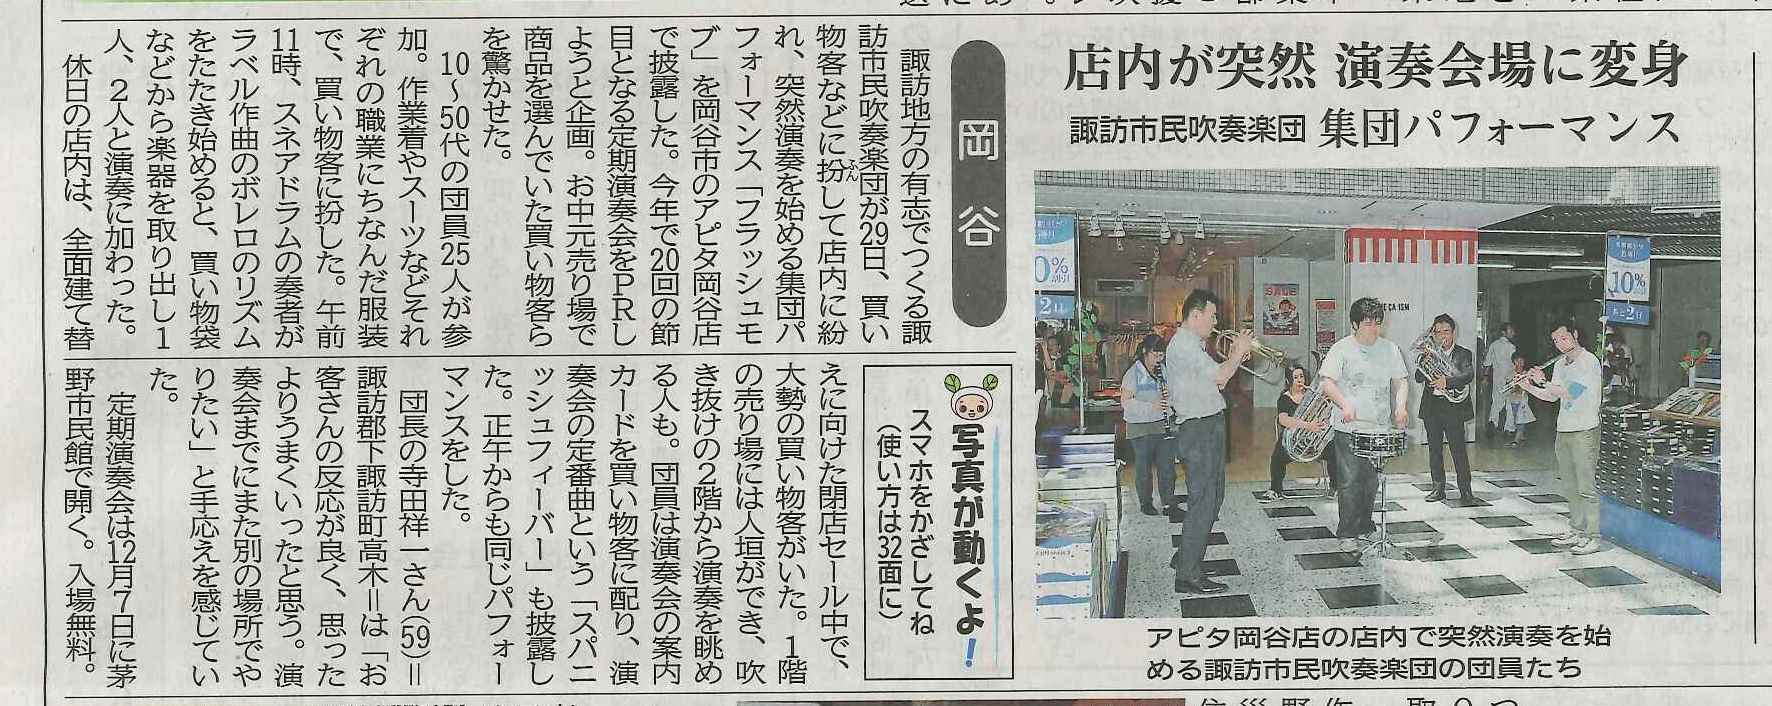 店内が突然 演奏会場に変身
諏訪市民吹奏楽団 集団パフォーマンス
岡谷
諏訪地方の有志でつくる諏
訪市民吹奏楽団が29日、買い
物客などに扮して店内に紛
ふん
れ、突然演奏を始める集団パ
フォーマンス「フラッシュモ
ブ」を岡谷市のアピタ岡谷店
で披露した。今年で20回の節
目となる定期演奏会をPRし
ようと企画。お中元売り場で
商品を選んでいた買い物客ら
を驚かせた。
10〜50代の団員25人が参
加。作業着やスーツなどそれ
ぞれの職業にちなんだ服装
で、買い物客に扮した。午前
11時、スネアドラムの奏者が
ラベル作曲のボレロのリズム
をたたき始めると、買い物袋
などから楽器を取り出し1
人、2人と演奏に加わった。
休日の店内は、全面建て替
えに向けた閉店セール中で、
大勢の買い物客がいた。1階
の売り場には人垣ができ、吹
き抜けの2階から演奏を眺め
る人も。団員は演奏会の案内
カードを買い物客に配り、演
奏会の定番曲という「スパニ
ッシュフィーバー」も披露し
た。正午からも同じパフォー
マンスをした。
団長の寺田祥一さん(59)=
諏訪郡下諏訪町高木=は「お
客さんの反応が良く、思った
よりうまくいったと思う。演
奏会までにまた別の場所でや
りたい」と手応えを感じてい
た。
定期演奏会は12月7日に茅
野市民館で開く。入場無料。
写真が動くよ!
スマホをかざしてね
(使い方は32面に)
SALE
10%
0%
アピタ岡谷店の店内で突然演奏を始
める諏訪市民吹奏楽団の団員たち